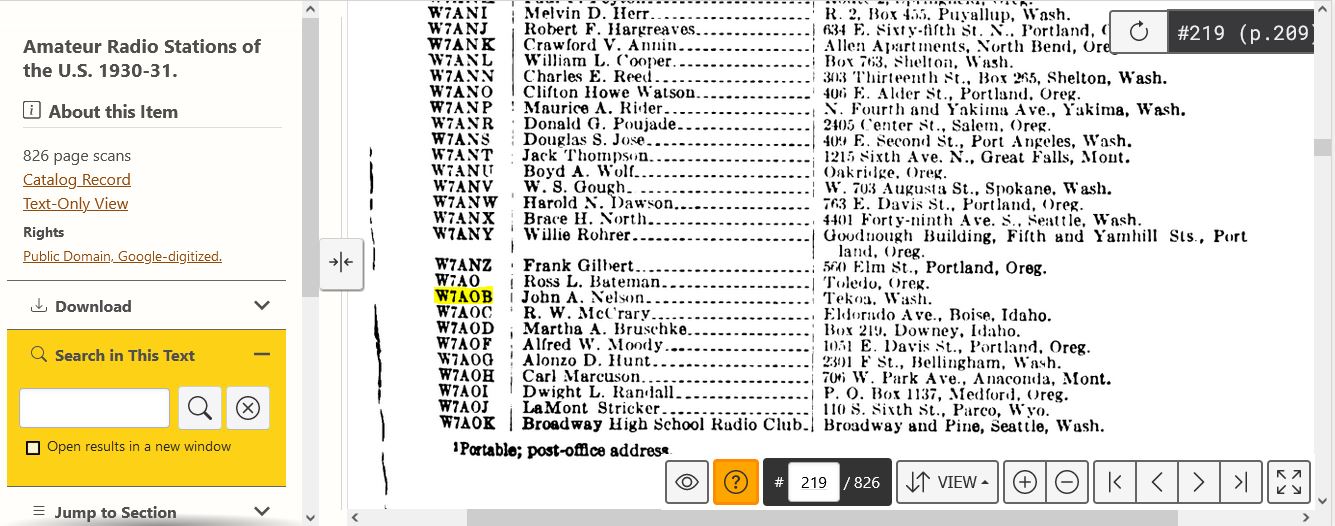 Amateur Radio Stations of
the U.S. 1930-31.
About this Item
826 page scans
Catalog Record
Text-Only View
Rights
Public Domain, Google-digitized.
Download
Search in This Text
Open results in a new window
Jump to Section
#219 (p.209)
W7ANI Melvin D. Herr R. 2, Box 455, Puyallup, Wash.
W7ANJ Robert F. Hargreaves 634 E. Sixty-fifth St. N., Portland,
W7ANK Crawford V. Annin Allen Apartments, North Bend, Ore
W7ANL William L. Cooper Box 763, Shelton, Wash.
W7ANN Charles E. Reed 303 Thirteenth St., Box 265, Shelton, Wash.
W7ANO Clifton Howe Watson 406 E. Alder St., Portland, Oreg.
W7ANP Maurice A. Rider N. Fourth and Yakima Ave., Yakima, Wash.
W7ANR Donald G. Poujade 2405 Center St., Salem, Oreg.
W7ANS Douglas S. Jose 409 E. Second St., Port Angeles, Wash.
W7ANT Jack Thompson 1215 Sixth Ave. N., Great Falls, Mont.
W7ANU Boyd A. Wolf Oakridge, Oreg.
W7ANV W. S. Gough W. 703 Augusta St., Spokane, Wash.
W7ANW Harold N. Dawson 763 E. Davis St., Portland, Oreg.
W7ANX Brace H. North 4401 Forty-ninth Ave. S., Seattle, Wash.
W7ANY Willie Rohrer Goodnough Building, Fifth and Yamhill Sts., Port
land, Oreg.
W7ANZ Frank Gilbert 560 Elm St., Portland, Oreg.
W7AO Ross L. Bateman Toledo, Oreg.
W7AOB John A. Nelson Tekoa, Wash.
W7AOC R. W. McCrary Eldorado Ave., Boise, Idaho.
W7AOD Martha A. Bruschke Box 219, Downey, Idaho.
W7AOF Alfred W. Moody 1051 E. Davis St., Portland, Oreg.
W7AOG Alonzo D. Hunt 2301 F St., Bellingham, Wash.
W7AOH Carl Marcuson 706 W. Park Ave., Anaconda, Mont.
W7AOI Dwight L. Randall P. O. Box 1137, Medford, Oreg.
W7AOJ LaMont Stricker 110 S. Sixth St., Parco, Wyo.
W7AOK Broadway High School Radio Club Broadway and Pine, Seattle, Wash.
¹Portable; post-office address
# 219 / 826 VIEW